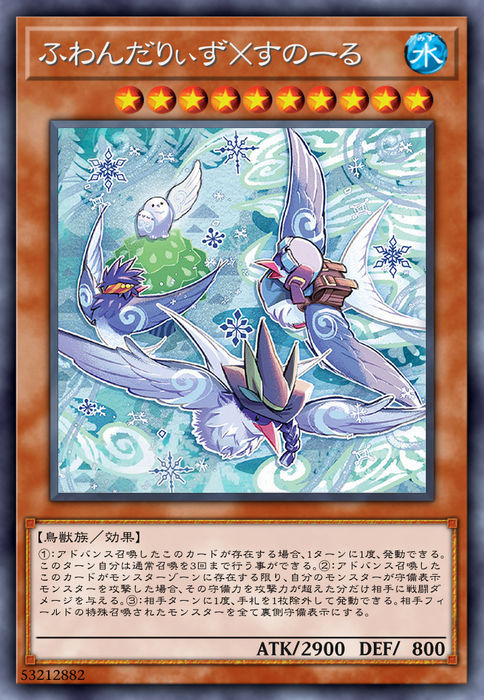 ふわんだりぃず×すのーる
水
【鳥獣族／効果】
①：アドバンス召喚したこのカードが存在する場合、1ターンに1度、発動できる。
このターン自分は通常召喚を3回まで行う事ができる。②：アドバンス召喚し
たこのカードがモンスターゾーンに存在する限り、自分のモンスターが守備表示
モンスターを攻撃した場合、その守備力を攻撃力が超えた分だけ相手に戦闘ダ
メージを与える。③：相手ターンに1度、手札を1枚除外して発動できる。相手フィ
ールドの特殊召喚されたモンスターを全て裏側守備表示にする。
ATK/2900 DEF/ 800
53212882